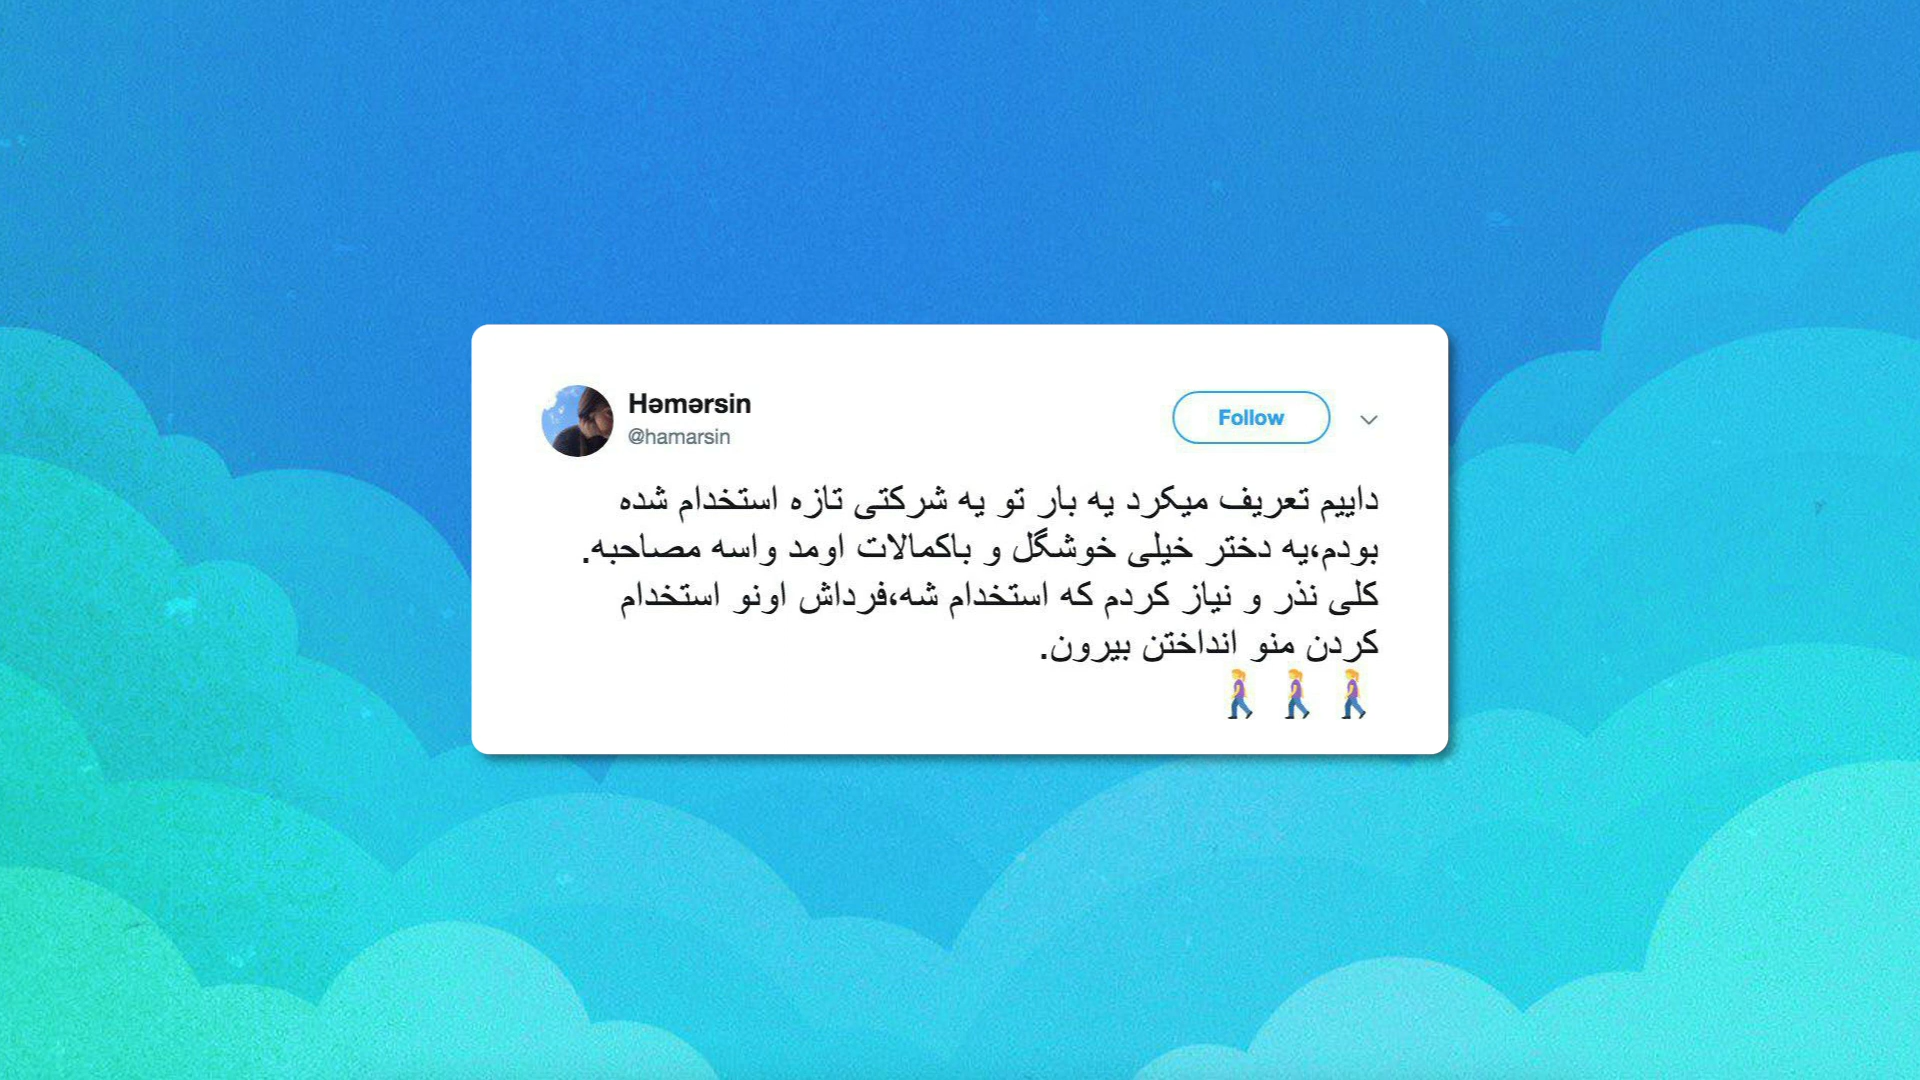 Həmərsin
@hamarsin
Follow
داییم تعریف میکرد یه بار تو یه شرکتی تازه استخدام شده
بودم،یه دختر خیلی خوشگل و باکمالات اومد واسه مصاحبه.
کلی نذر و نیاز کردم که استخدام شه،فرداش اونو استخدام
کردن منو انداختن بیرون.